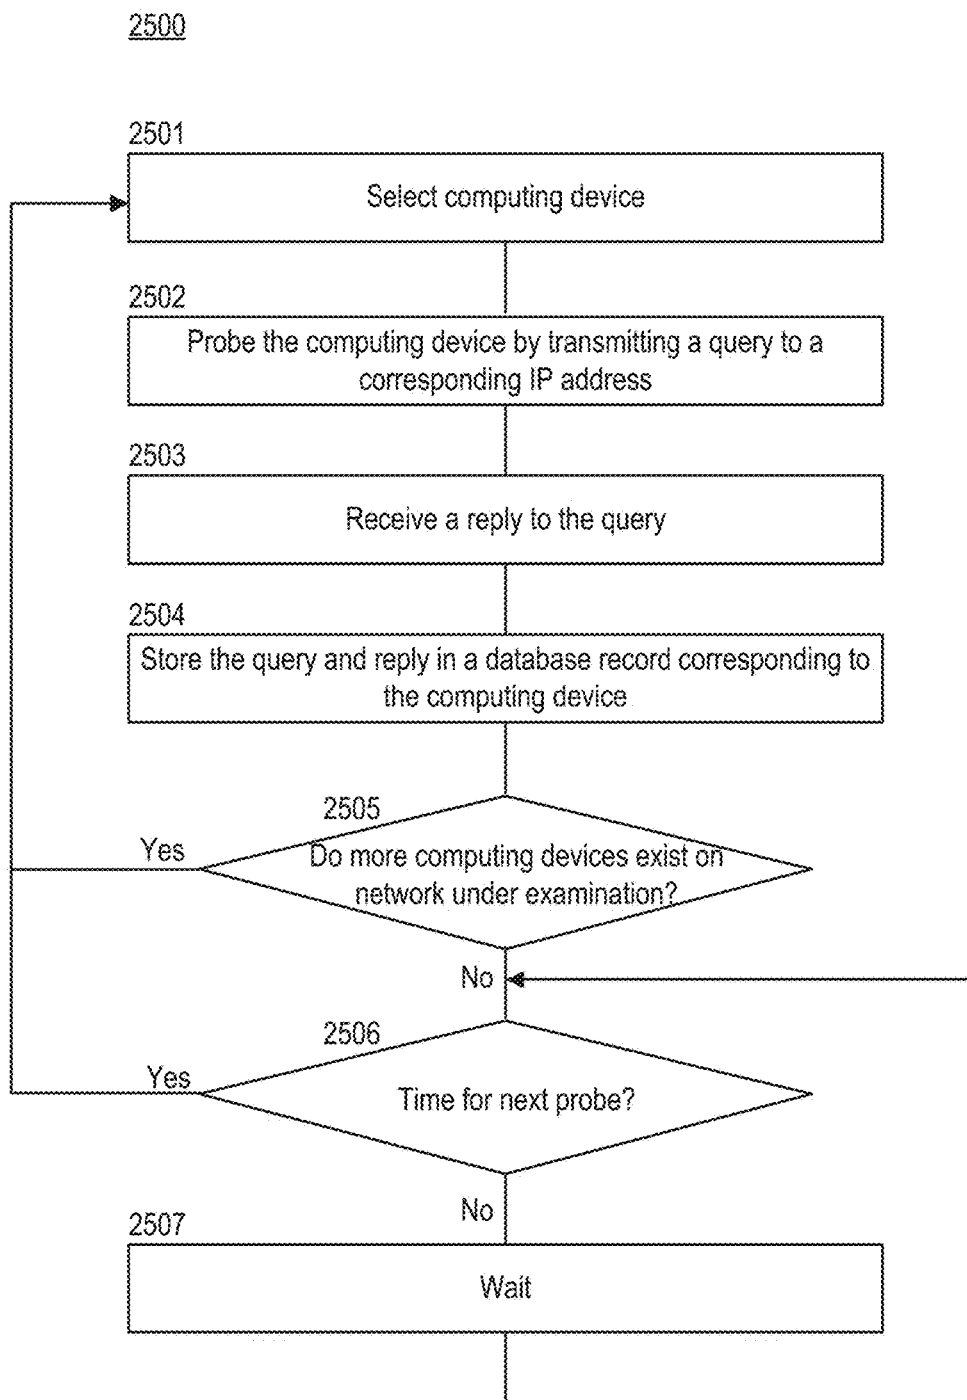 2500
2501
Select computing device
2502
Probe the computing device by transmitting a query to a
corresponding IP address
2503
Receive a reply to the query
2504
Store the query and reply in a database record corresponding to
the computing device
2505
Yes
Do more computing devices exist on
network under examination?
No
2506
Yes
Time for next probe?
No
2507
Wait